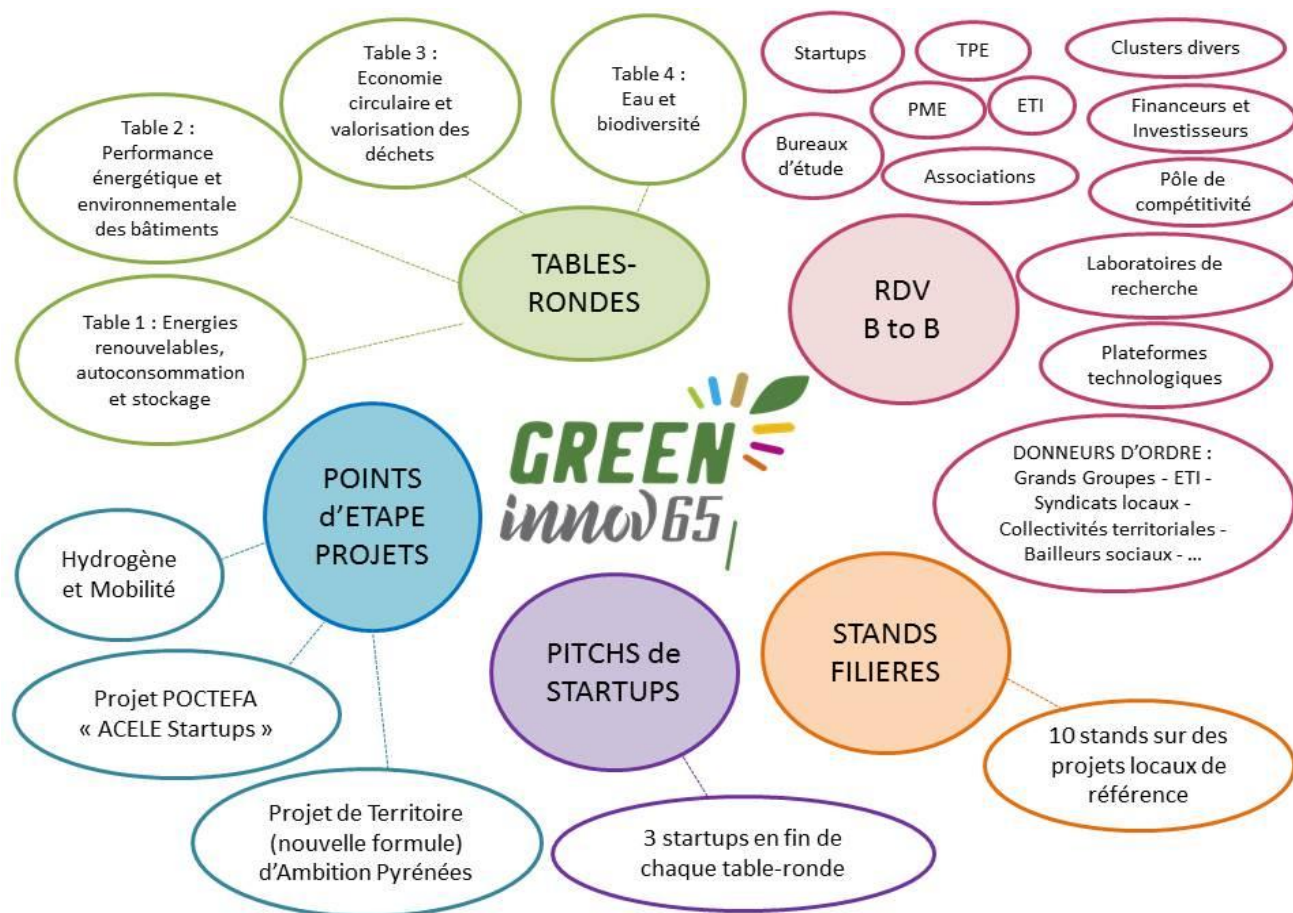 Table 3 :
Economie
circulaire et
valorisation des
déchets
Table 4 :
Eau et
biodiversité
Table 2 :
Performance
énergétique et
environnementale
des bâtiments
Table 1 : Energies
renouvelables,
autoconsommation
et stockage
TABLES-
RONDES
Startups
TPE
Clusters divers
PME
ETI
Financeurs et
Investisseurs
Bureaux
d’étude
Associations
Pôle de
compétitivité
RDV
B to B
Laboratoires de
recherche
Plateformes
technologiques
DONNEURS D’ORDRE :
Grands Groupes - ETI -
Syndicats locaux -
Collectivités territoriales -
Bailleurs sociaux - ...
GREEN
innov65
POINTS
d’ETAPE
PROJETS
Hydrogène
et Mobilité
Projet POCTEFA
« ACELE Startups »
Projet de Territoire
(nouvelle formule)
d’Ambition Pyrénées
PITCHS de
STARTUPS
3 startups en fin de
chaque table-ronde
STANDS
FILIERES
10 stands sur des
projets locaux de
référence